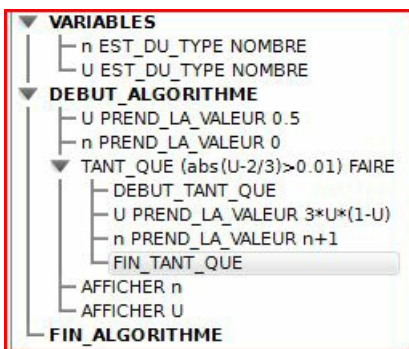 VARIABLES
n EST_DU_TYPE NOMBRE
U EST_DU_TYPE NOMBRE
DEBUT_ALGORITHME
U PREND_LA_VALEUR 0.5
n PREND_LA_VALEUR 0
TANT_QUE (abs(U-2/3)>0.01) FAIRE
DEBUT_TANT_QUE
U PREND_LA_VALEUR 3*U*(1-U)
n PREND_LA_VALEUR n+1
FIN_TANT_QUE
AFFICHER n
AFFICHER U
FIN_ALGORITHME